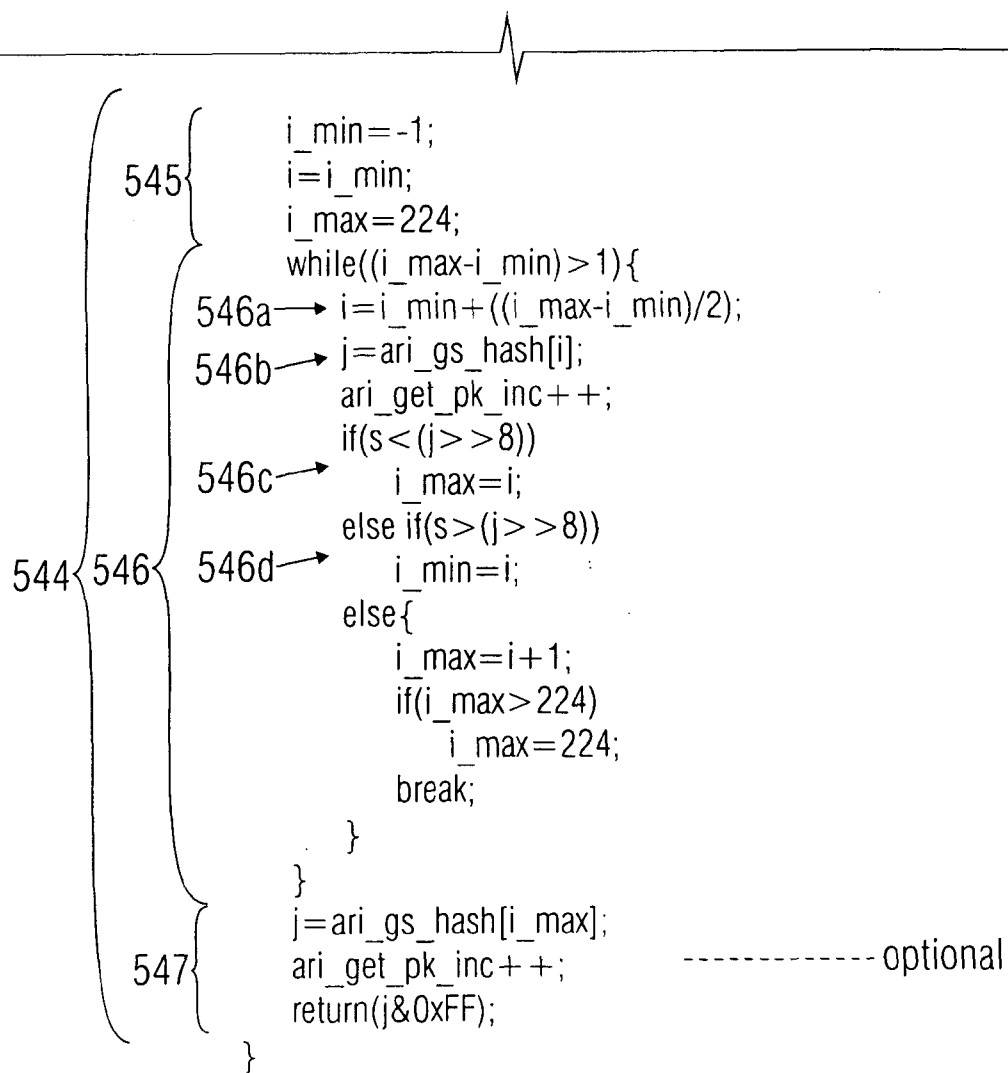 i_min=-1;
545 i=i_min;
i_max=224;
while((i_max-i_min)>1){
546a i=i_min+((i_max-i_min)/2);
546b j=ari_gs_hash[i];
ari_get_pk_inc++;
if(s<(j>>8))
546c i_max=i;
else if(s>(j>>8))
544 546 546d i_min=i;
else{
i_max=i+1;
if(i_max>224)
i_max=224;
break;
}
}
j=ari_gs_hash[i_max];
547 ari_get_pk_inc++; ------------ optional
return(j&0xFF);
}